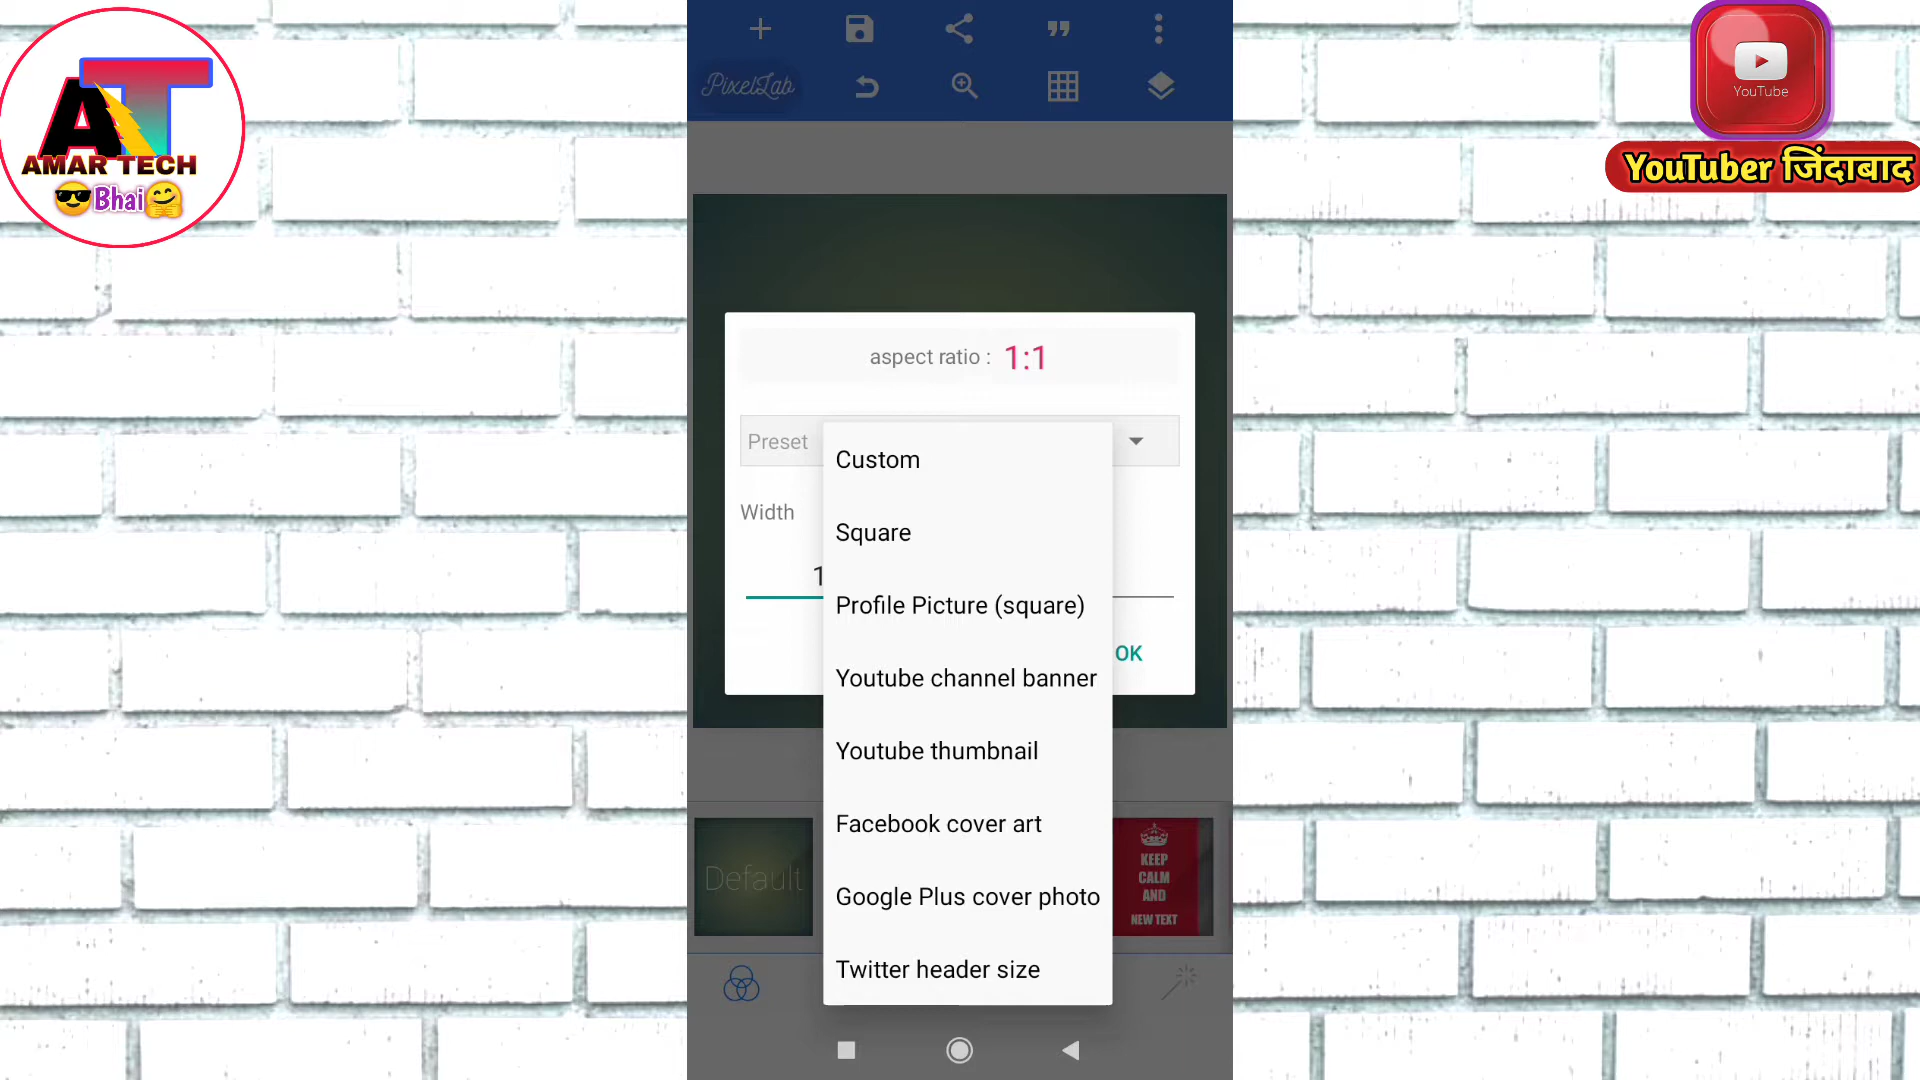 AT
AMAR TECH
Bhai
YouTube
YouTuber जिंदाबाद
PixelLab
aspect ratio : 1:1
Preset
Custom
Square
Profile Picture (square)
Youtube channel banner
Youtube thumbnail
Facebook cover art
Google Plus cover photo
Twitter header size
Width
1
OK
Default
KEEP
CALM
AND
NEW TEXT